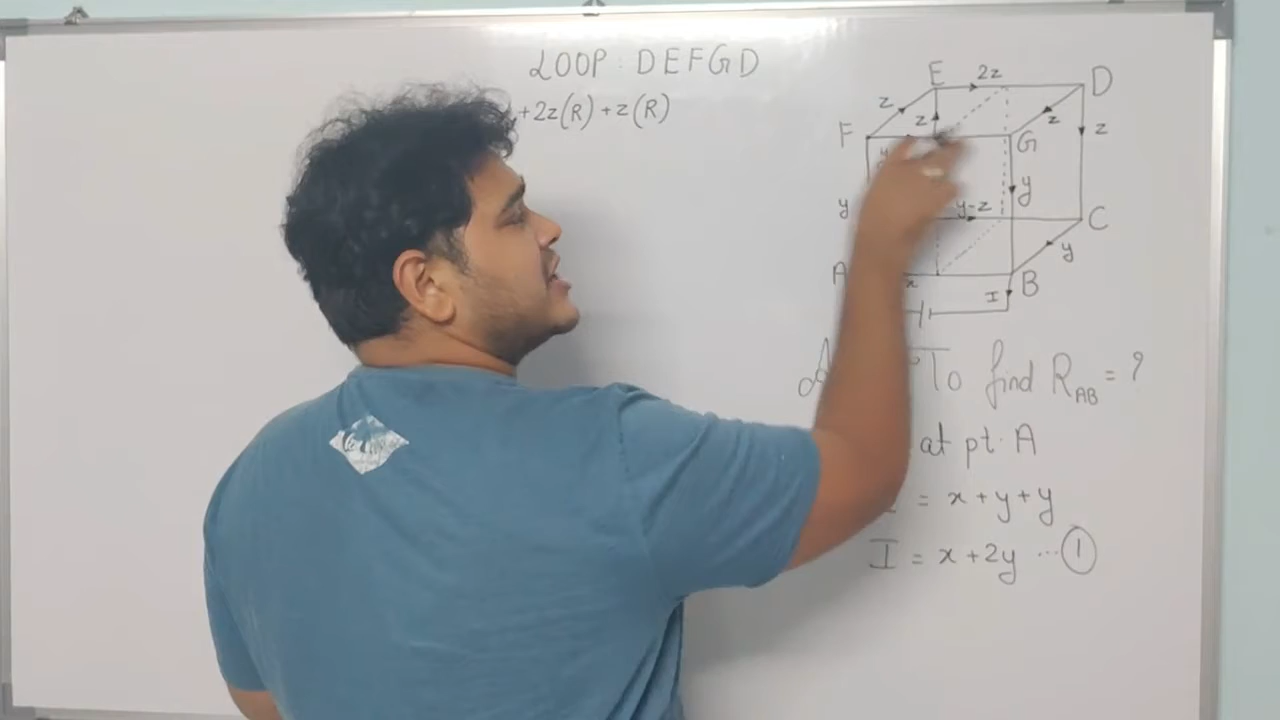 LOOP : DEFGD
+2z(R) + z(R)
E 2z D
z z z z
F G
y y
y y-z C
y
A x I B
To find R_AB = ?
at pt. A
= x + y + y
I = x + 2y ... ①